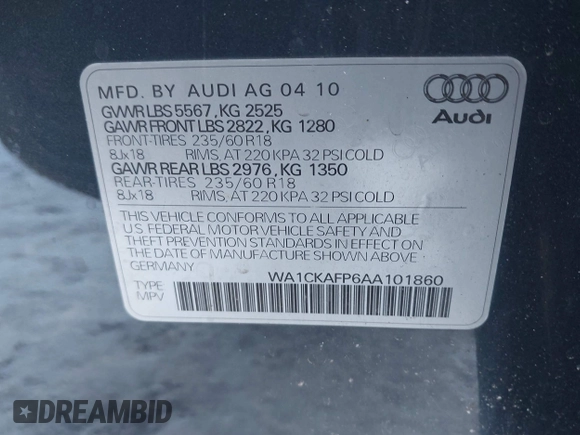 MFD. BY AUDI AG 04 10
GVWR LBS 5567, KG 2525
GAWR FRONT LBS 2822, KG 1280
FRONT-TIRES 235/60 R18
8Jx18 RIMS, AT 220 KPA 32 PSI COLD
GAWR REAR LBS 2976, KG 1350
REAR-TIRES 235/60 R18
8Jx18 RIMS, AT 220 KPA 32 PSI COLD
THIS VEHICLE CONFORMS TO ALL APPLICABLE
U S FEDERAL MOTOR VEHICLE SAFETY AND
THEFT PREVENTION STANDARDS IN EFFECT ON
THE DATE OF MANUFACTURE SHOWN ABOVE
GERMANY WA1CKAFP6AA101860
TYPE
MPV
Audi
DREAMBID